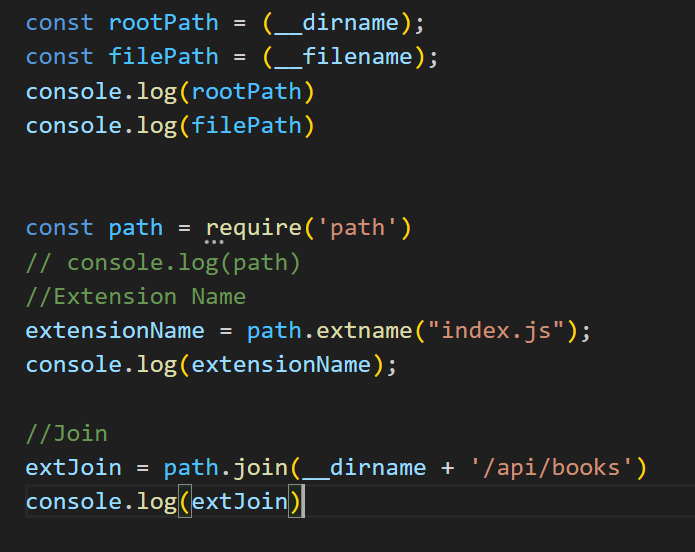 const rootPath = (__dirname);
const filePath = (__filename);
console.log(rootPath)
console.log(filePath)
const path = require('path')
// console.log(path)
//Extension Name
extensionName = path.extname("index.js");
console.log(extensionName);
//Join
extJoin = path.join(__dirname + '/api/books')
console.log(extJoin)